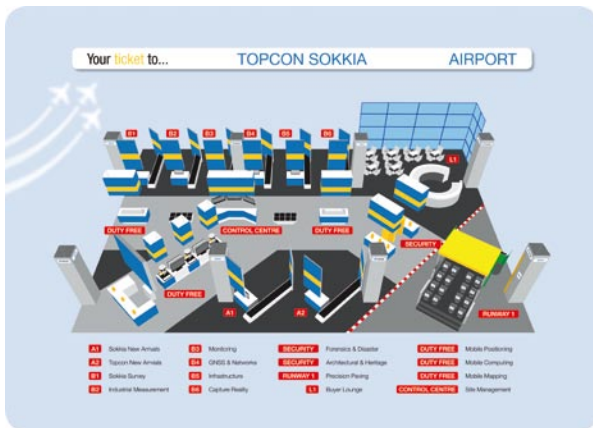 Your ticket to... TOPCON SOKKIA AIRPORT
B1 B2 B3 B4 B5 B6
L1
DUTY FREE CONTROL CENTRE DUTY FREE
SECURITY
DUTY FREE
A1 A2 RUNWAY 1
A1 Sokkia New Arrivals B3 Monitoring SECURITY Forensics & Disaster DUTY FREE Mobile Positioning
A2 Topcon New Arrivals B4 GNSS & Networks SECURITY Architectural & Heritage DUTY FREE Mobile Computing
B1 Sokkia Survey B5 Infrastructure RUNWAY 1 Precision Paving DUTY FREE Mobile Mapping
B2 Industrial Measurement B6 Capture Reality L1 Buyer Lounge CONTROL CENTRE Site Management